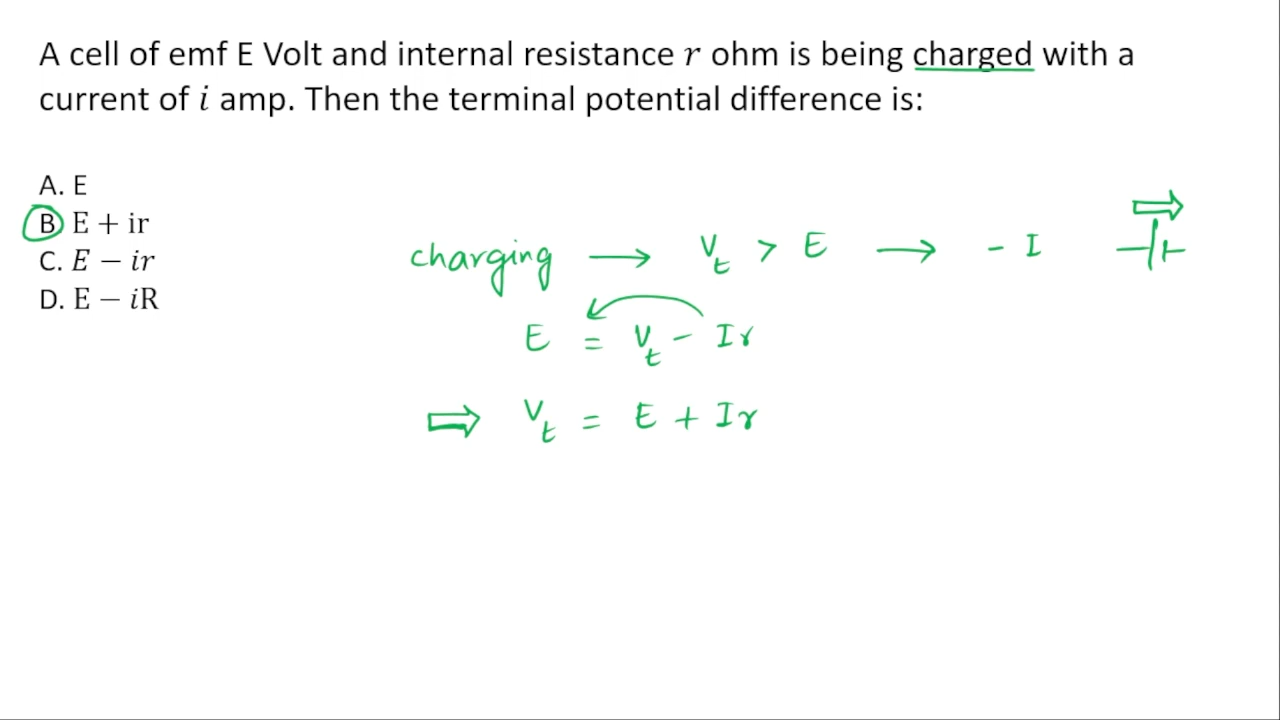 A cell of emf E Volt and internal resistance r ohm is being charged with a
current of i amp. Then the terminal potential difference is:
A. E
B. E + ir
C. E − ir
D. E − iR
charging → Vt > E → - I
E = Vt - Ir
⇒ Vt = E + Ir